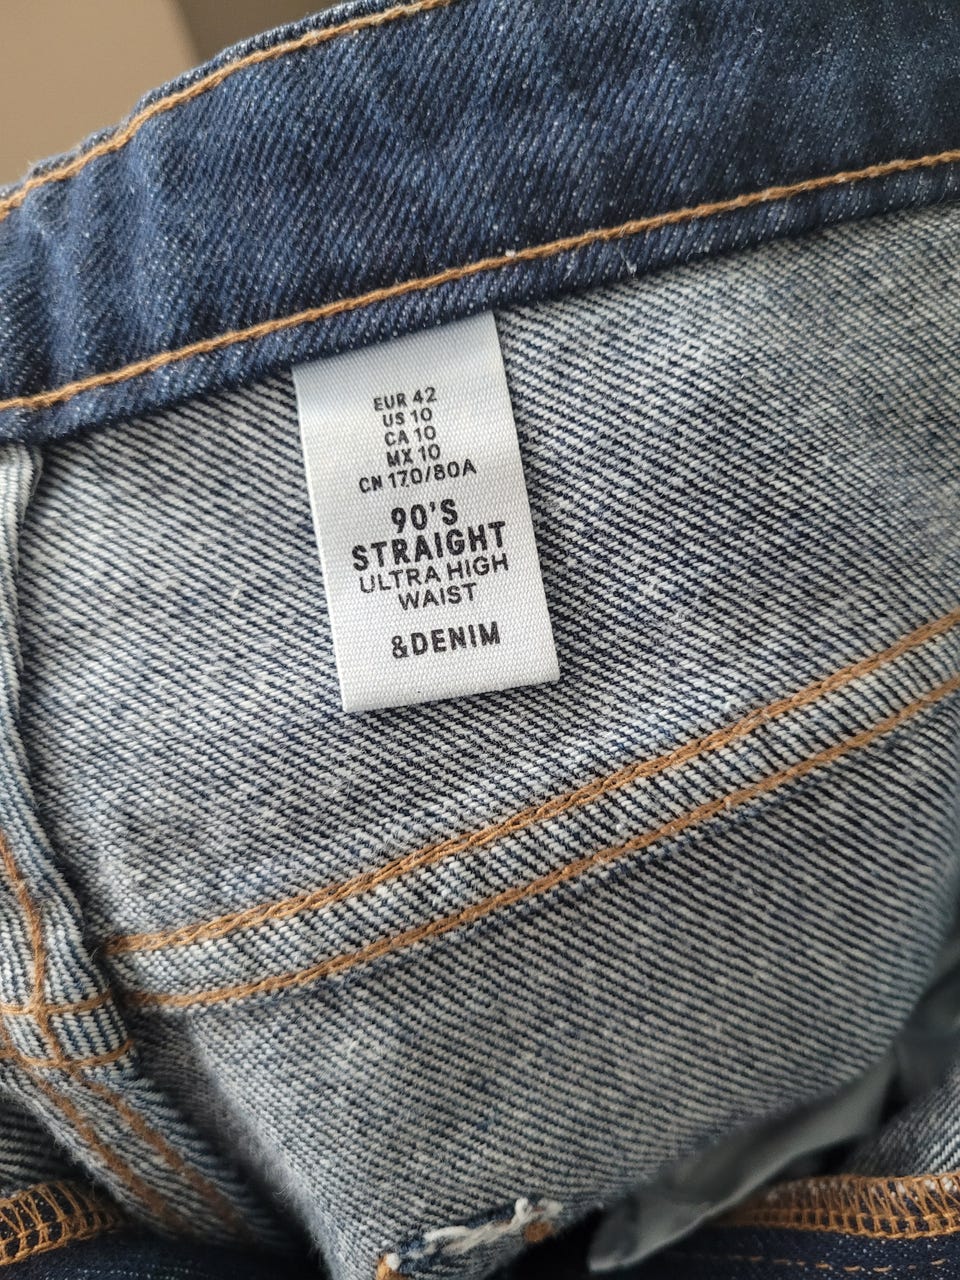 EUR 42
US 10
CA 10
MX 10
CN 170/80A
90'S
STRAIGHT
ULTRA HIGH
WAIST
&DENIM